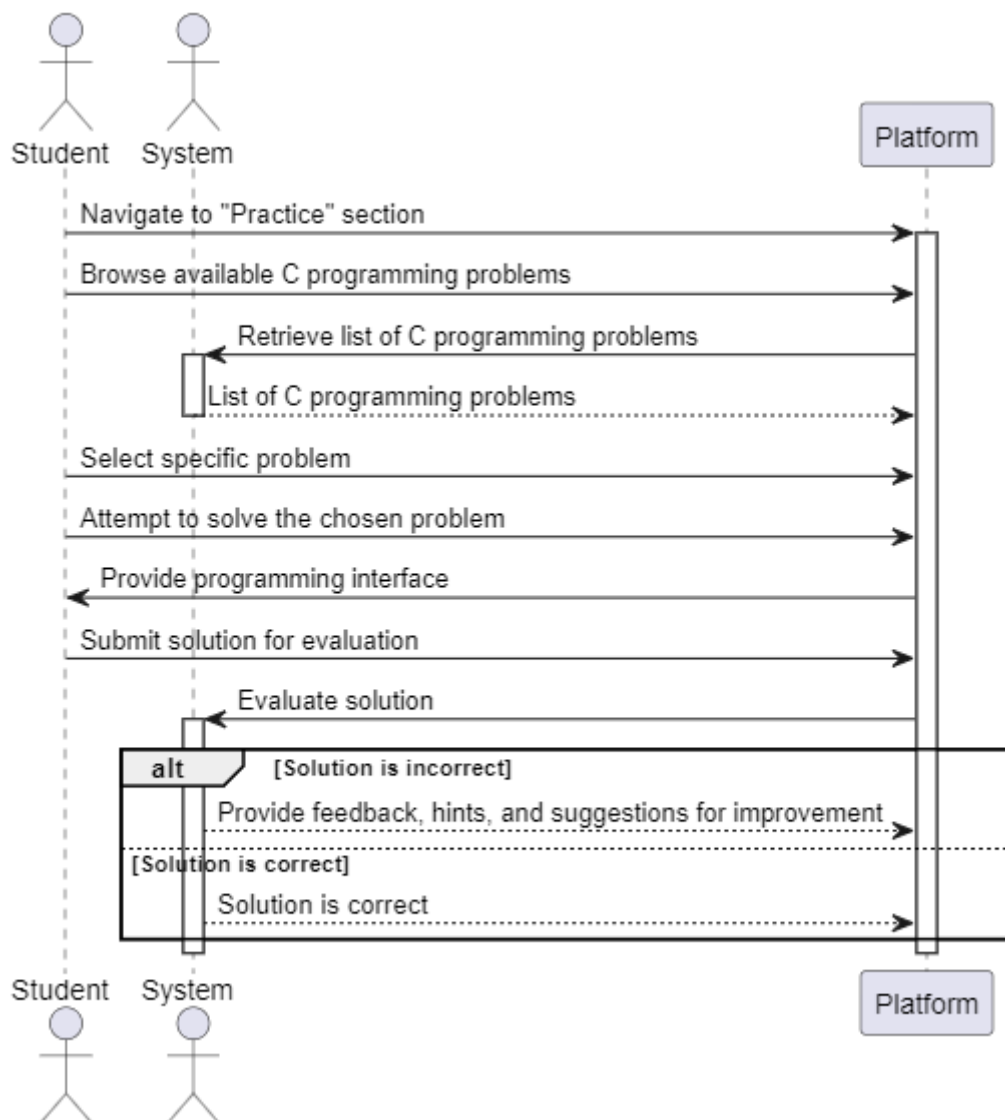 Student System
Platform
Navigate to "Practice" section
Browse available C programming problems
Retrieve list of C programming problems
List of C programming problems
Select specific problem
Attempt to solve the chosen problem
Provide programming interface
Submit solution for evaluation
Evaluate solution
alt [Solution is incorrect]
Provide feedback, hints, and suggestions for improvement
[Solution is correct]
Solution is correct
Student System
Platform